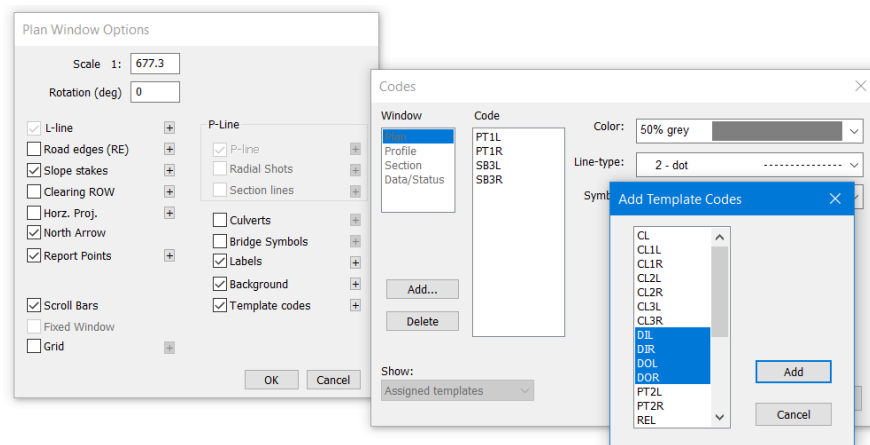 Plan Window Options
Scale 1: 677.3
Rotation (deg) 0
L-line
Road edges (RE)
Slope stakes
Clearing ROW
Horz. Proj.
North Arrow
Report Points
Scroll Bars
Fixed Window
Grid
P-Line
P-line
Radial Shots
Section lines
Culverts
Bridge Symbols
Labels
Background
Template codes
OK Cancel
Codes
Window
Plan
Profile
Section
Data/Status
Add...
Delete
Show:
Assigned templates
Code
PT1L
PT1R
SB3L
SB3R
Color: 50% grey
Line-type: 2 - dot
Add Template Codes
CL
CL1L
CL1R
CL2L
CL2R
CL3L
CL3R
DIL
DIR
DOL
DOR
PT2L
PT2R
REL
Add
Cancel